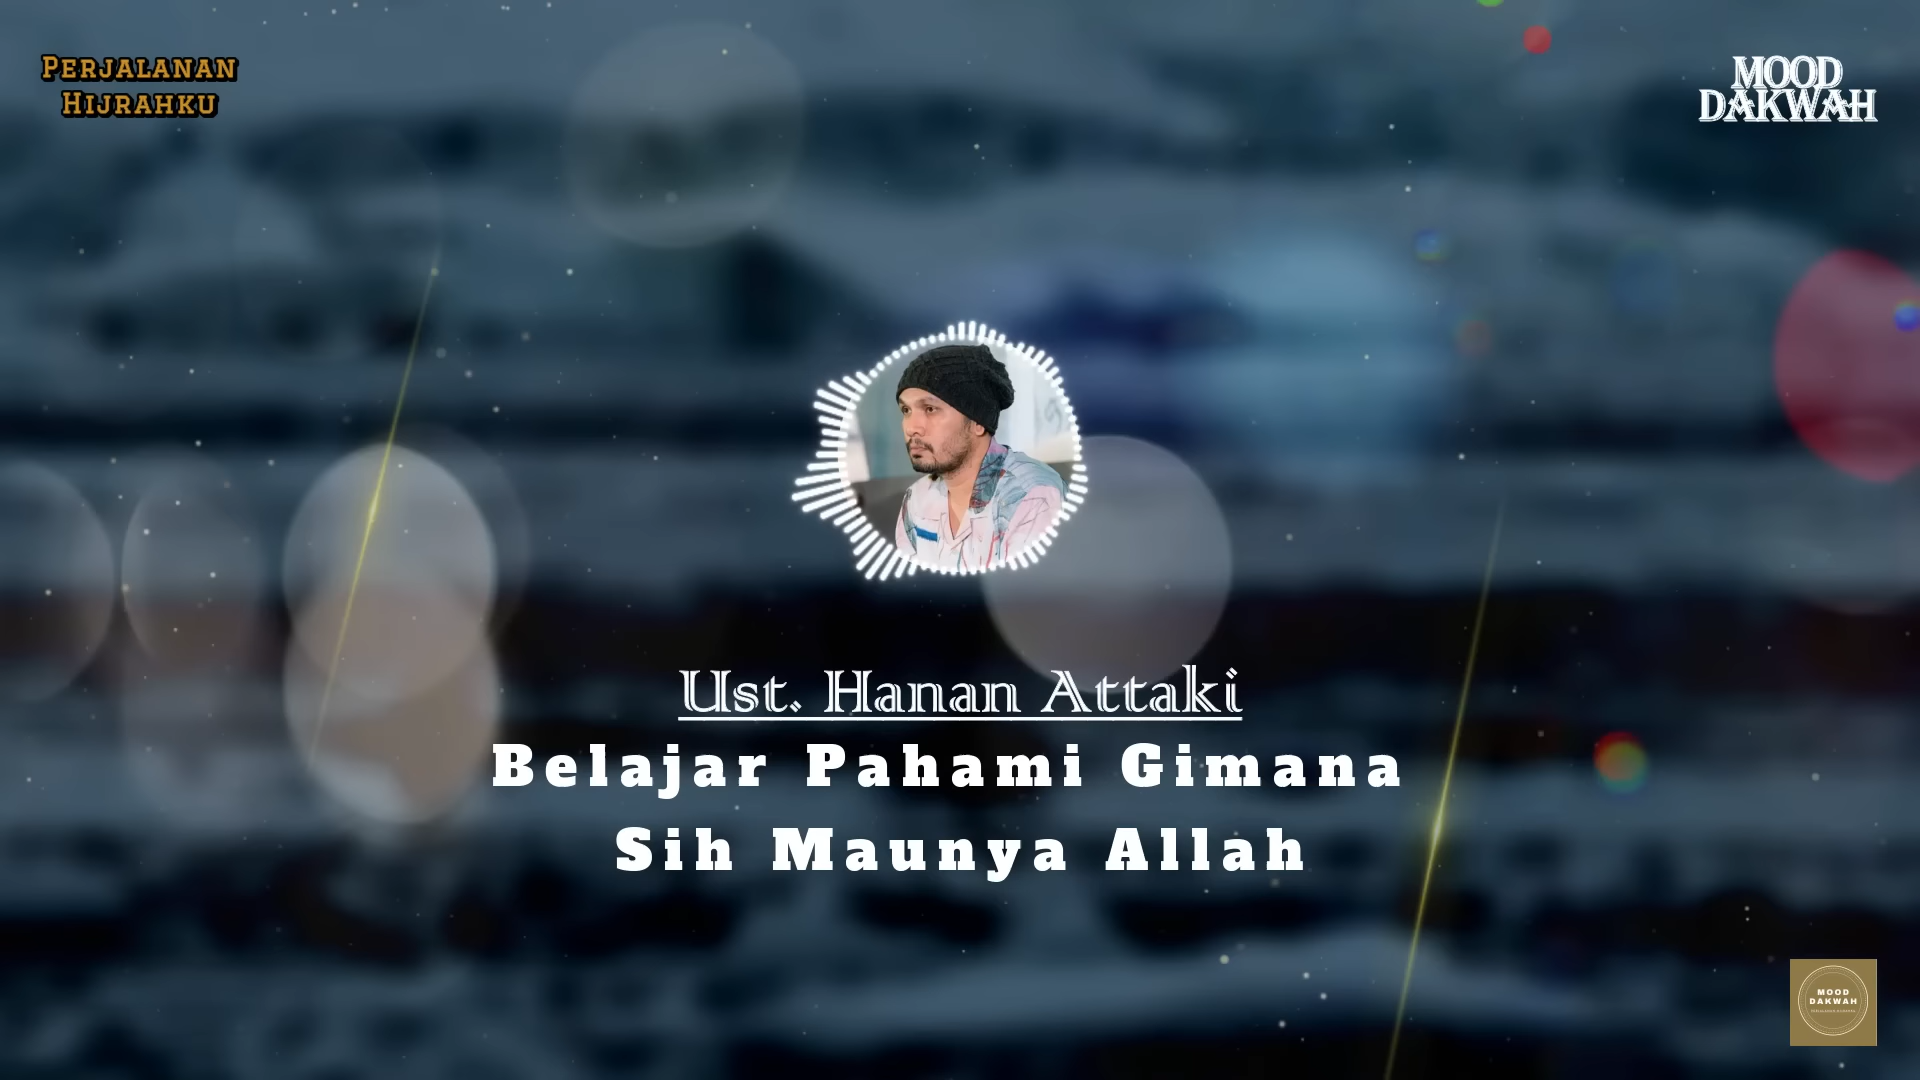 PERJALANAN
HIJRAHKU
MOOD
DAKWAH
Ust. Hanan Attaki
Belajar Pahami Gimana
Sih Maunya Allah
MOOD
DAKWAH